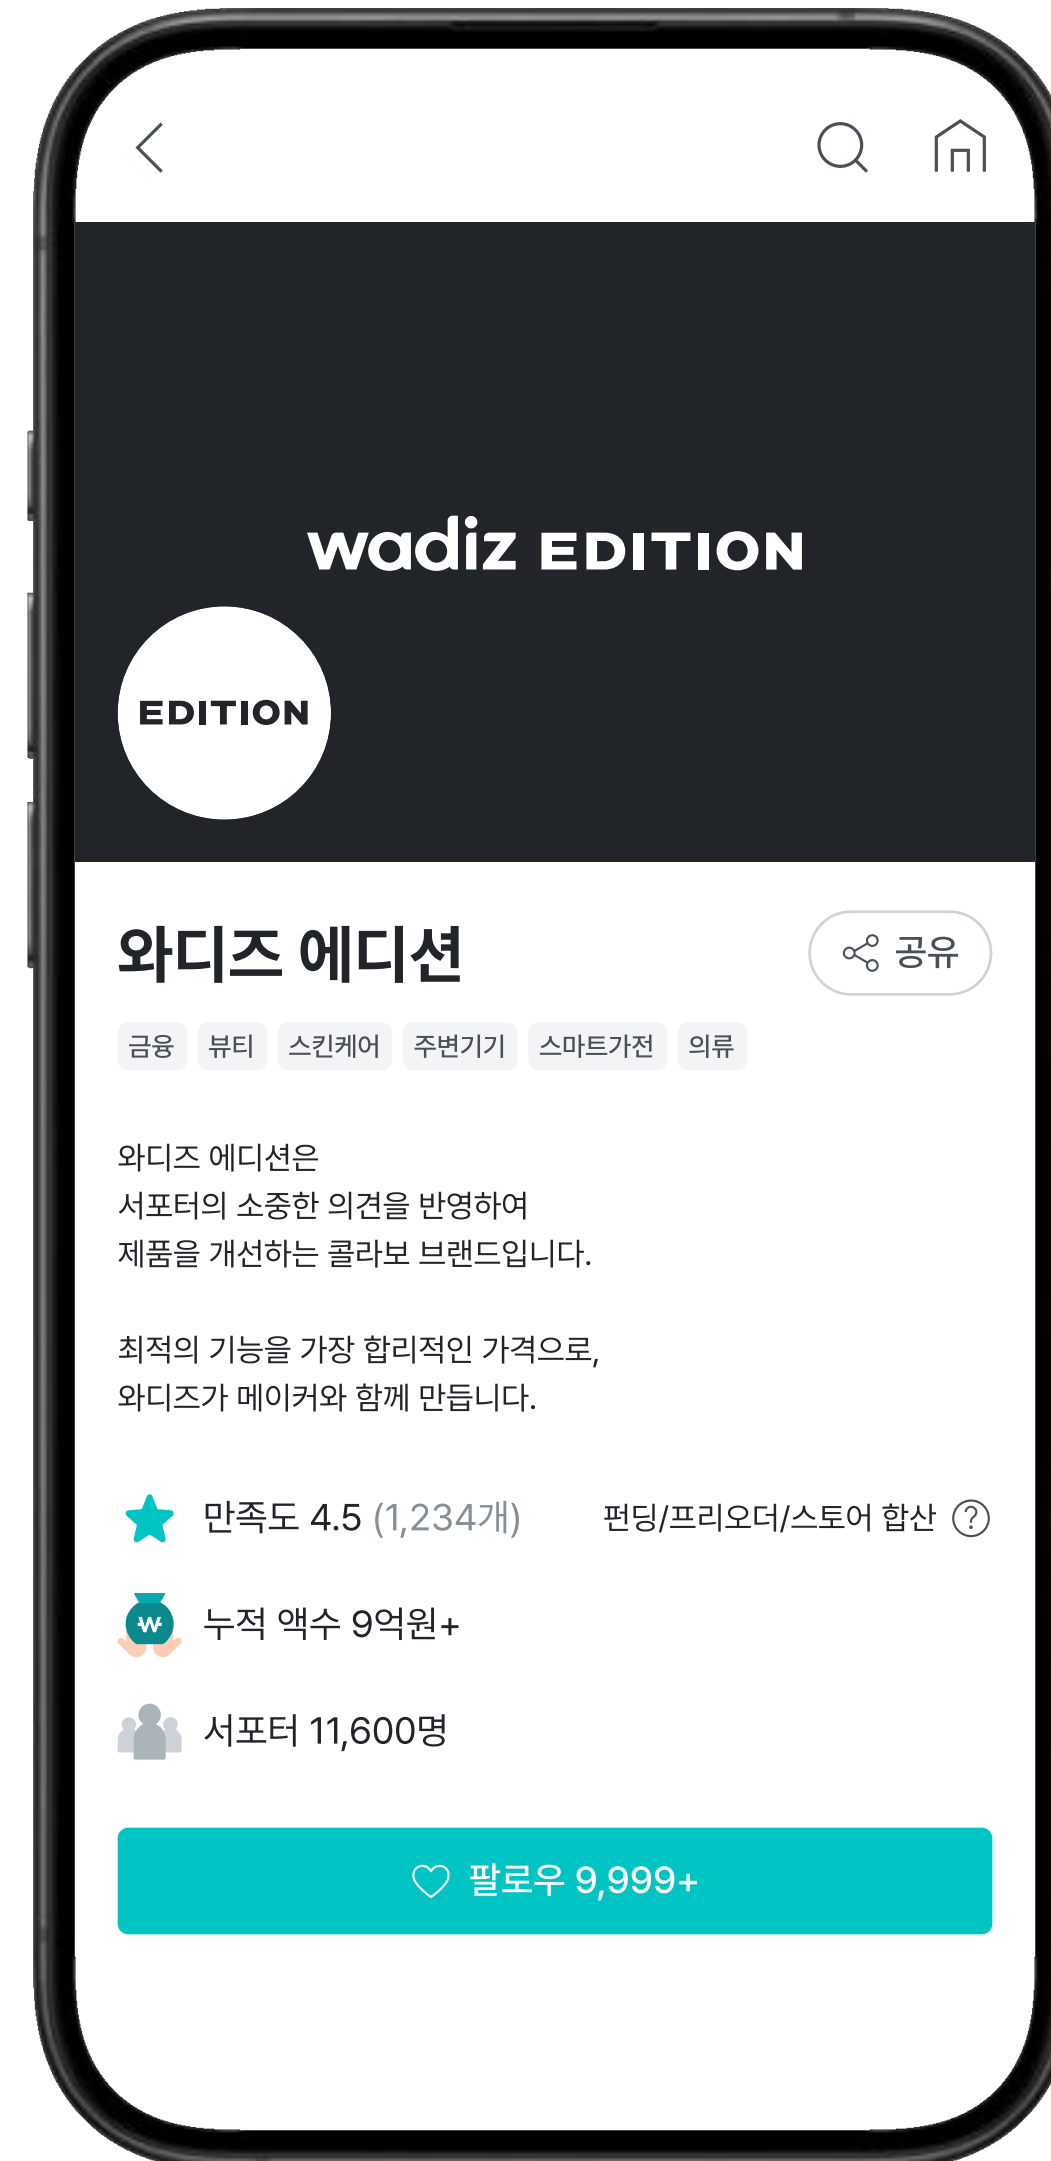 wadiz EDITION
EDITION
와디즈 에디션
공유
금융 뷰티 스킨케어 주변기기 스마트가전 의류
와디즈 에디션은
서포터의 소중한 의견을 반영하여
제품을 개선하는 콜라보 브랜드입니다.
최적의 기능을 가장 합리적인 가격으로,
와디즈가 메이커와 함께 만듭니다.
만족도 4.5 (1,234개) 펀딩/프리오더/스토어 합산 ?
₩
누적 액수 9억원+
서포터 11,600명
팔로우 9,999+